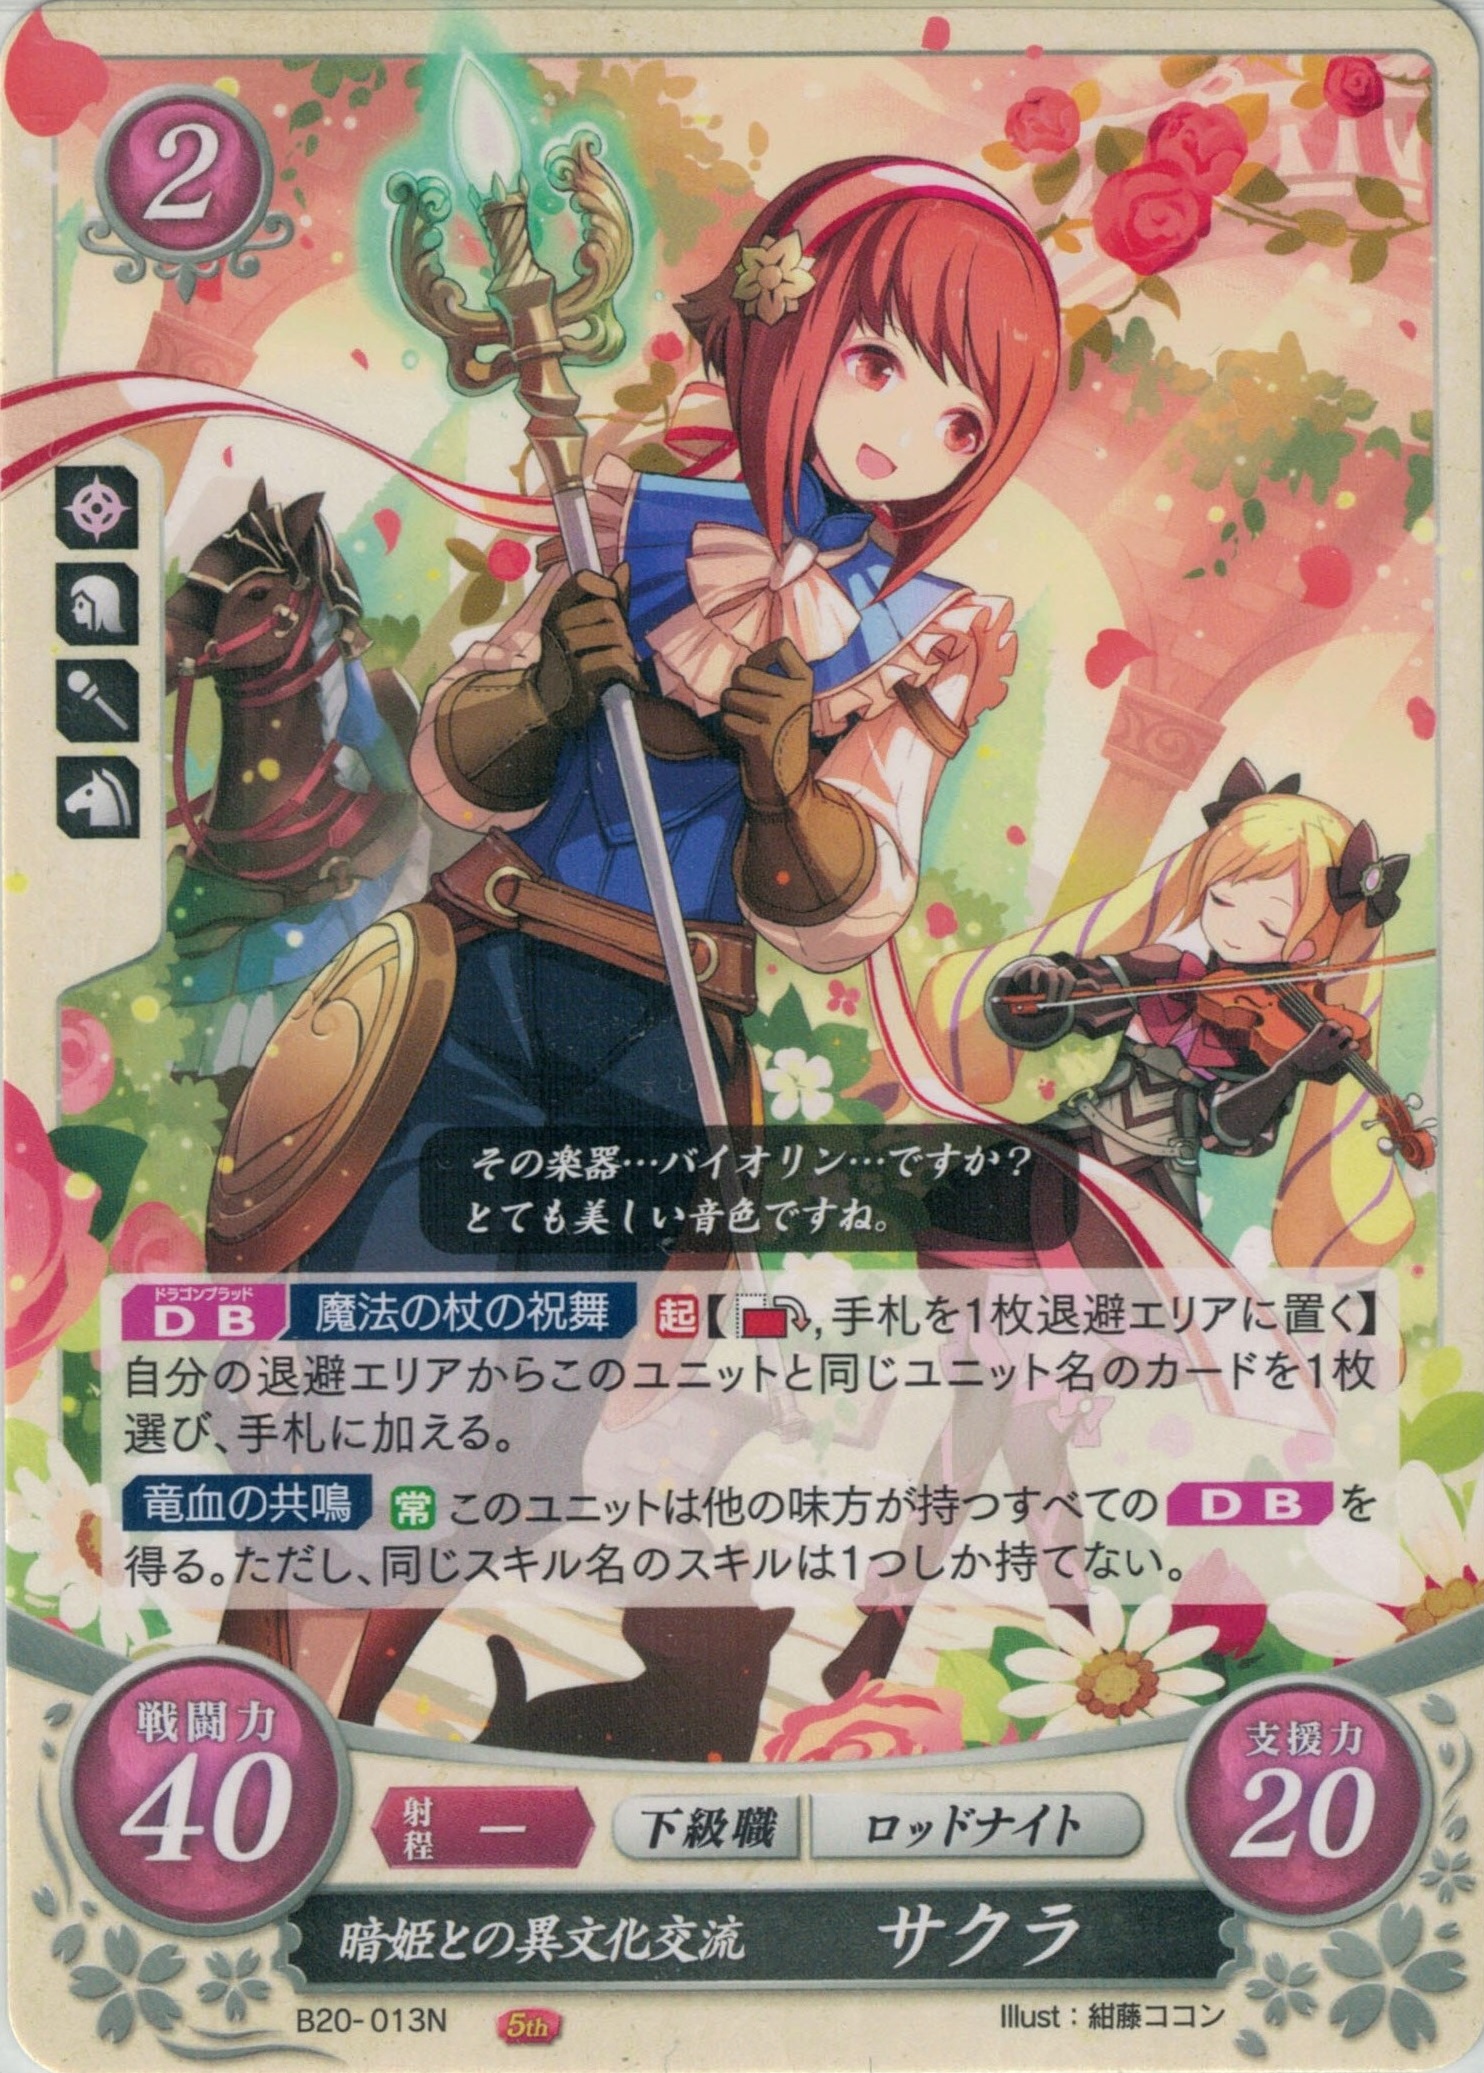 2
その楽器…バイオリン…ですか?
とても美しい音色ですね。
ドラゴンブラッド
DB 魔法の杖の祝舞 起【 ,手札を1枚退避エリアに置く】
自分の退避エリアからこのユニットと同じユニット名のカードを1枚
選び、手札に加える。
竜血の共鳴 常 このユニットは他の味方が持つすべてのDBを
得る。ただし、同じスキル名のスキルは1つしか持てない。
戦闘力
40
射程 —
下級職 ロッドナイト
支援力
20
暗姫との異文化交流 サクラ
B20-013N 5th Illust:紺藤ココン